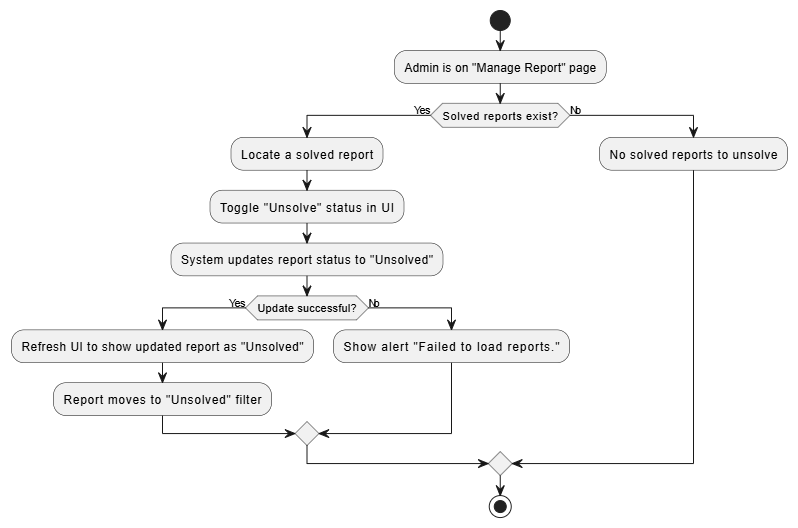 Admin is on "Manage Report" page
Yes
Solved reports exist?
No
Locate a solved report
No solved reports to unsolve
Toggle "Unsolve" status in UI
System updates report status to "Unsolved"
Yes
Update successful?
No
Refresh UI to show updated report as "Unsolved"
Show alert "Failed to load reports."
Report moves to "Unsolved" filter